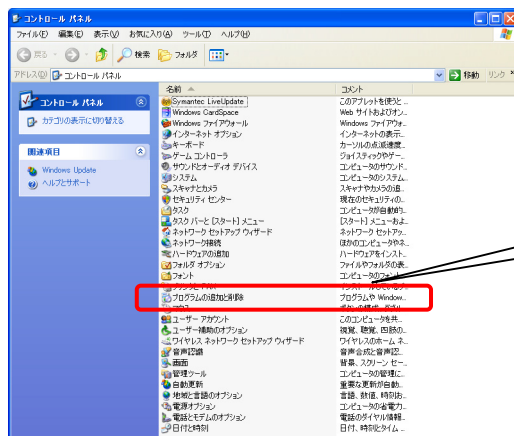 コントロール パネル
ファイル(F) 編集(E) 表示(V) お気に入り(A) ツール(T) ヘルプ(H)
戻る 検索 フォルダ
アドレス(D) コントロール パネル 移動 リンク »
コントロール パネル
カテゴリの表示に切り替える
関連項目
Windows Update
ヘルプとサポート
名前 コメント
Symantec LiveUpdate このアプレットを使うと...
Windows CardSpace Web サイトおよびオン...
Windows ファイアウォール Windows ファイアウォ...
インターネット オプション インターネットの表示...
キーボード カーソルの点滅速度...
ゲーム コントローラ ジョイスティックやゲー...
サウンドとオーディオ デバイス コンピュータのサウンド...
システム コンピュータのシステム...
スキャナとカメラ スキャナやカメラの追...
セキュリティ センター 現在のセキュリティの...
タスク コンピュータが自動的...
タスク バーと [スタート] メニュー [スタート] メニューおよ...
ネットワーク セットアップ ウィザード ネットワーク セットアッ...
ネットワーク接続 ほかのコンピュータやネ...
ハードウェアの追加 ハードウェアをインスト...
フォルダ オプション ファイルやフォルダの表...
フォント コンピュータのフォント...
プログラムの追加と削除 プログラムや Window...
マウス
ユーザー アカウント このコンピュータを共...
ユーザー補助のオプション 視覚、聴覚、四肢の...
ワイヤレス ネットワーク セットアップ ウィザード ワイヤレスのホーム ネ...
音声認識 音声合成と音声認...
画面 背景、スクリーン セー...
管理ツール コンピュータの管理に...
自動更新 重要な更新が自動...
地域と言語のオプション 言語、数値、時刻お...
電源オプション コンピュータの省電力...
電話とモデムのオプション 電話のダイヤル情報...
日付と時刻 日付、時刻とタイム ...